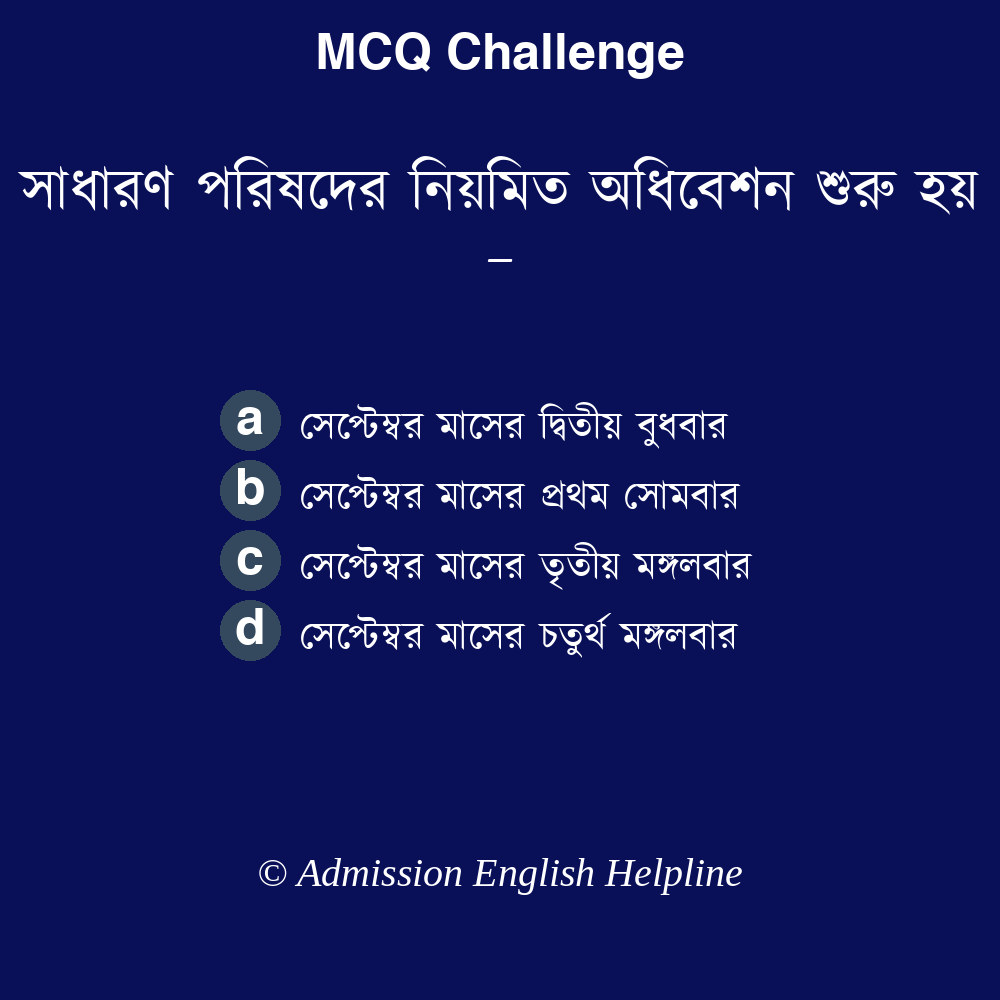 MCQ Challenge
সাধারণ পরিষদের নিয়মিত অধিবেশন শুরু হয়
–
a সেপ্টেম্বর মাসের দ্বিতীয় বুধবার
b সেপ্টেম্বর মাসের প্রথম সোমবার
c সেপ্টেম্বর মাসের তৃতীয় মঙ্গলবার
d সেপ্টেম্বর মাসের চতুর্থ মঙ্গলবার
© Admission English Helpline